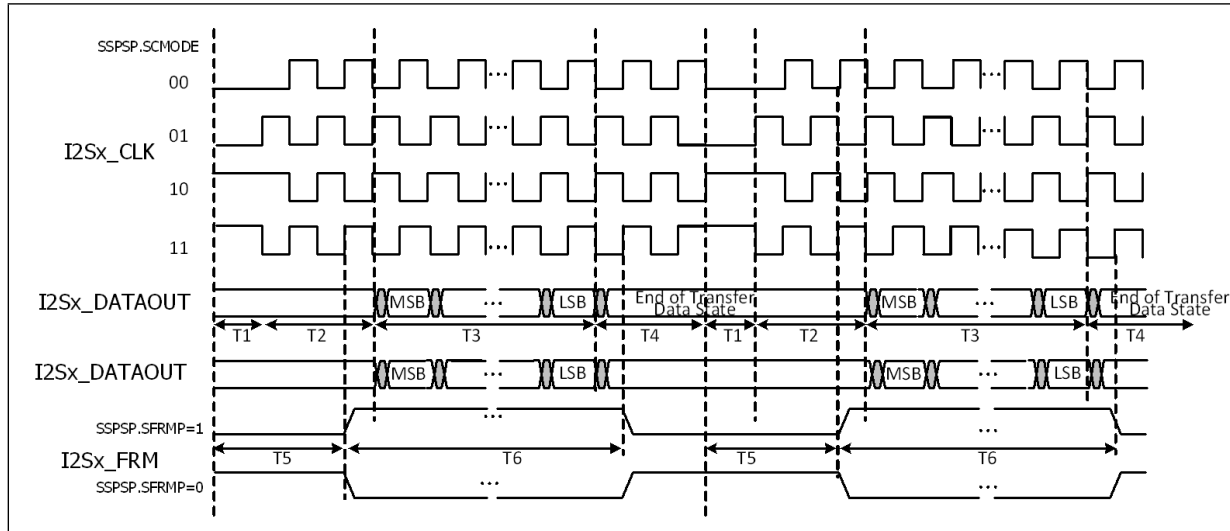 SSPSP.SCMODE
00
01
I2Sx_CLK
10
11
I2Sx_DATAOUT
MSB
...
LSB
End of Transfer
Data State
MSB
...
LSB
End of Transfer
Data State
T1
T2
T3
T4
T1
T2
T3
T4
I2Sx_DATAOUT
MSB
...
LSB
MSB
...
LSB
SSPSP.SFRMP=1
I2Sx_FRM
T5
T6
T5
T6
SSPSP.SFRMP=0